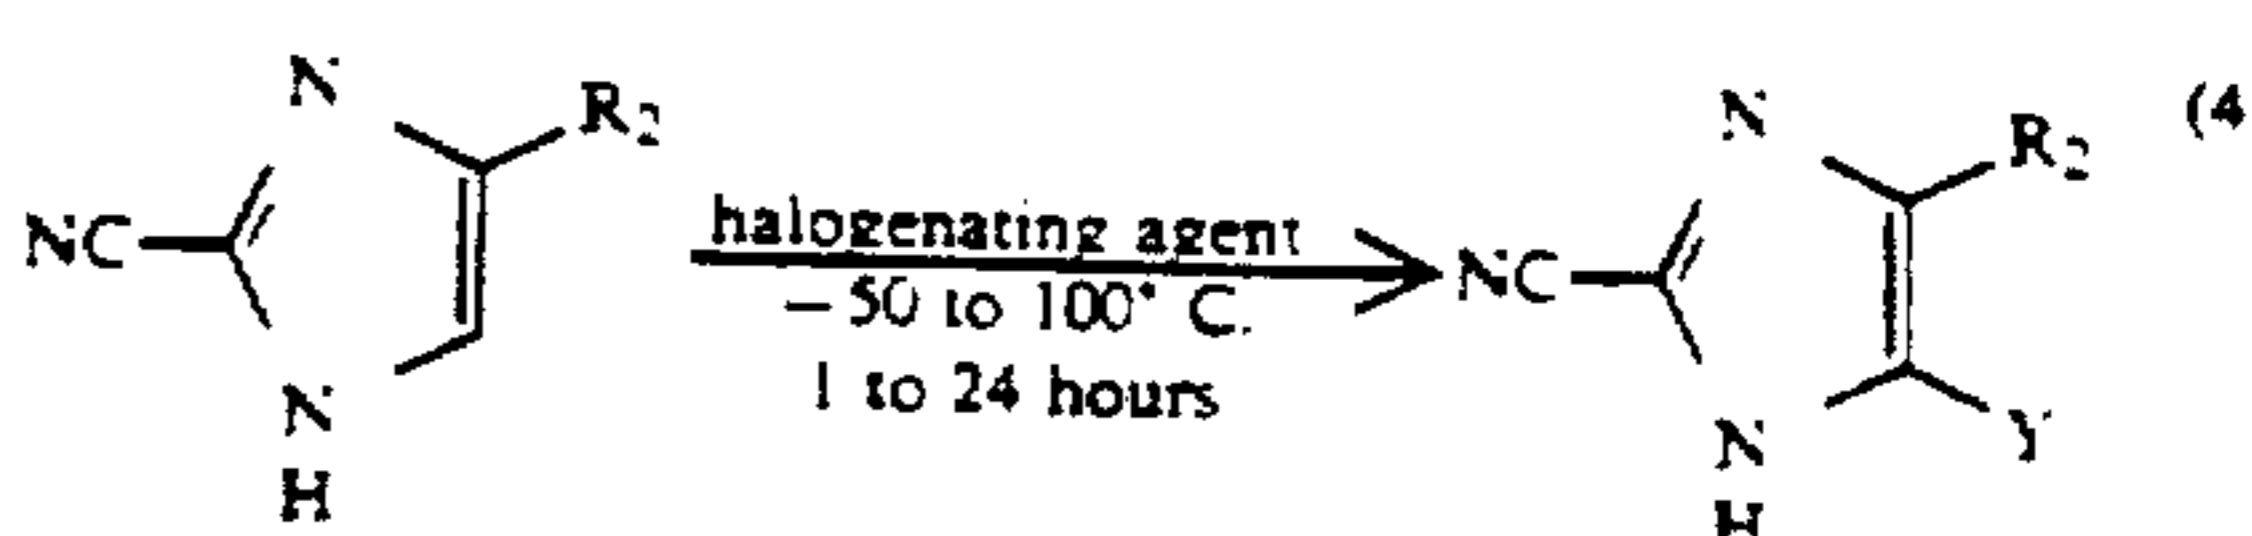 N
R2
NC
N
H
halogenating agent
−50 to 100° C.
1 to 24 hours
N
R2
NC
N
H
Y
(4